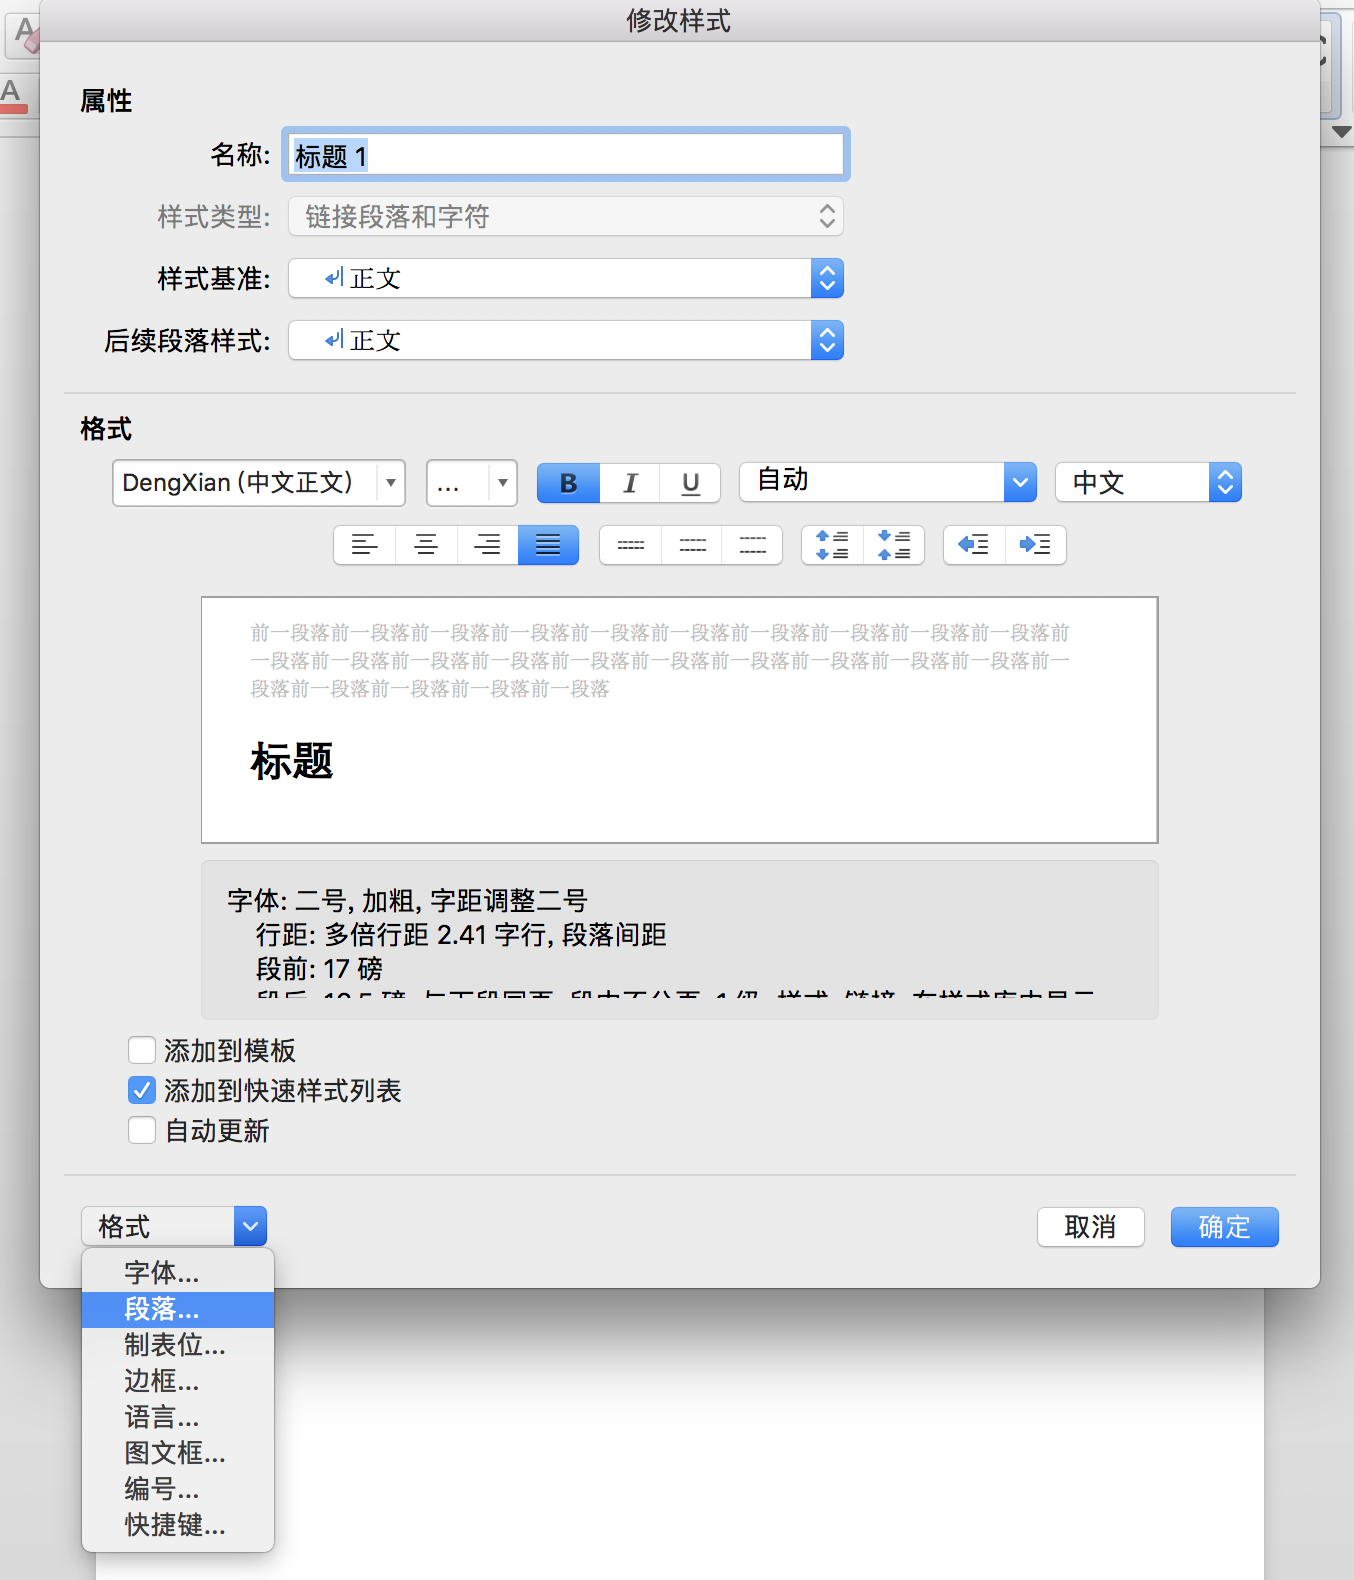 修改样式
A
A
属性
名称: 标题 1
样式类型: 链接段落和字符
样式基准: 正文
后续段落样式: 正文
格式
DengXian (中文正文) ... B I U 自动 中文
前一段落前一段落前一段落前一段落前一段落前一段落前一段落前一段落前一段落前一段落前
一段落前一段落前一段落前一段落前一段落前一段落前一段落前一段落前一段落前一段落前一
段落前一段落前一段落前一段落前一段落
标题
字体: 二号, 加粗, 字距调整二号
行距: 多倍行距 2.41 字行, 段落间距
段前: 17 磅
添加到模板
添加到快速样式列表
自动更新
格式 取消 确定
字体...
段落...
制表位...
边框...
语言...
图文框...
编号...
快捷键...